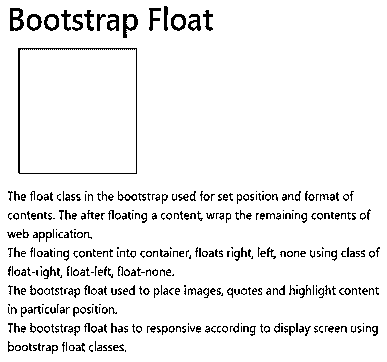 Bootstrap Float
The float class in the bootstrap used for set position and format of
contents. The after floating a content, wrap the remaining contents of
web application.
The floating content into container, floats right, left, none using class of
float-right, float-left, float-none.
The bootstrap float used to place images, quotes and highlight content
in particular position.
The bootstrap float has to responsive according to display screen using
bootstrap float classes.